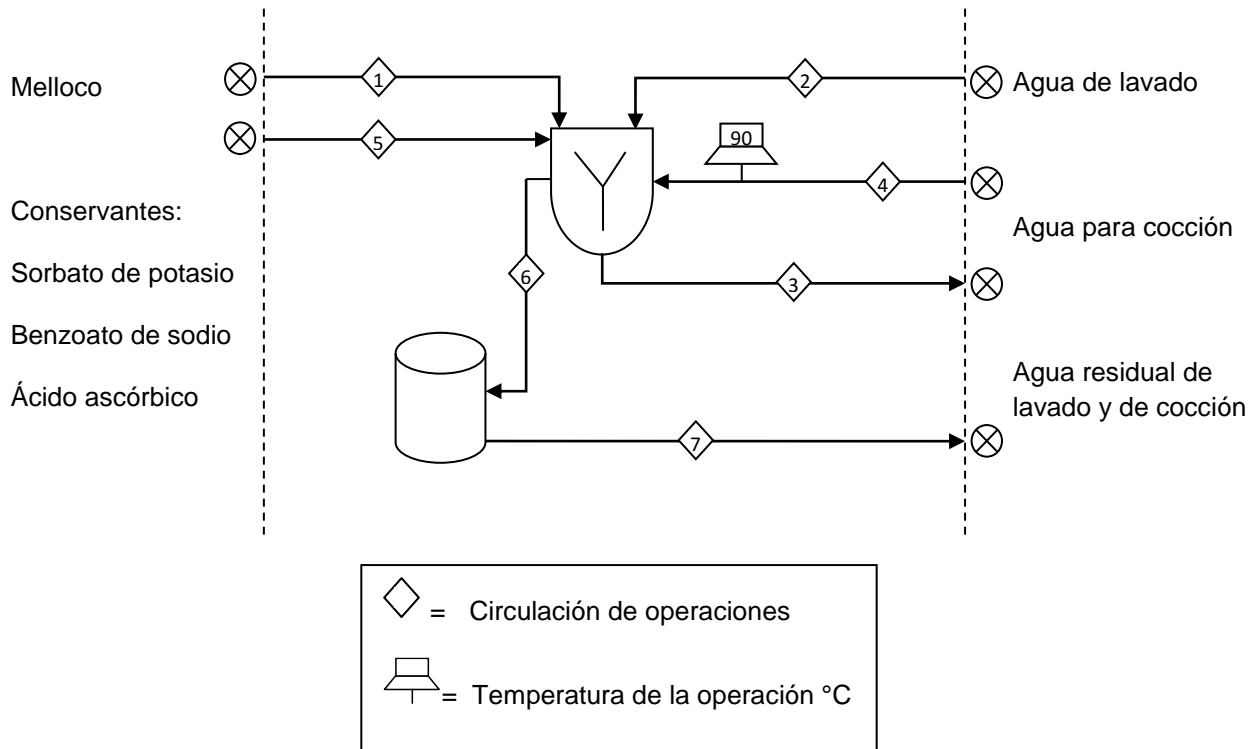 Melloco
1
2
Agua de lavado
5
90
4
Conservantes:
Agua para cocción
Sorbato de potasio
6
3
Benzoato de sodio
Ácido ascórbico
Agua residual de
lavado y de cocción
7
= Circulación de operaciones
= Temperatura de la operación °C